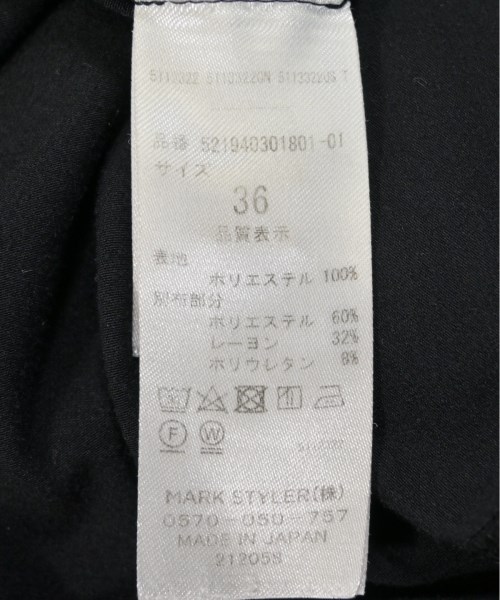 品番 521940301801-01
サイズ
36
品質表示
表地
ポリエステル 100%
別布部分
ポリエステル 60%
レーヨン 32%
ポリウレタン 8%
F W
MARK STYLER(株)
0570-050-757
MADE IN JAPAN
21205S